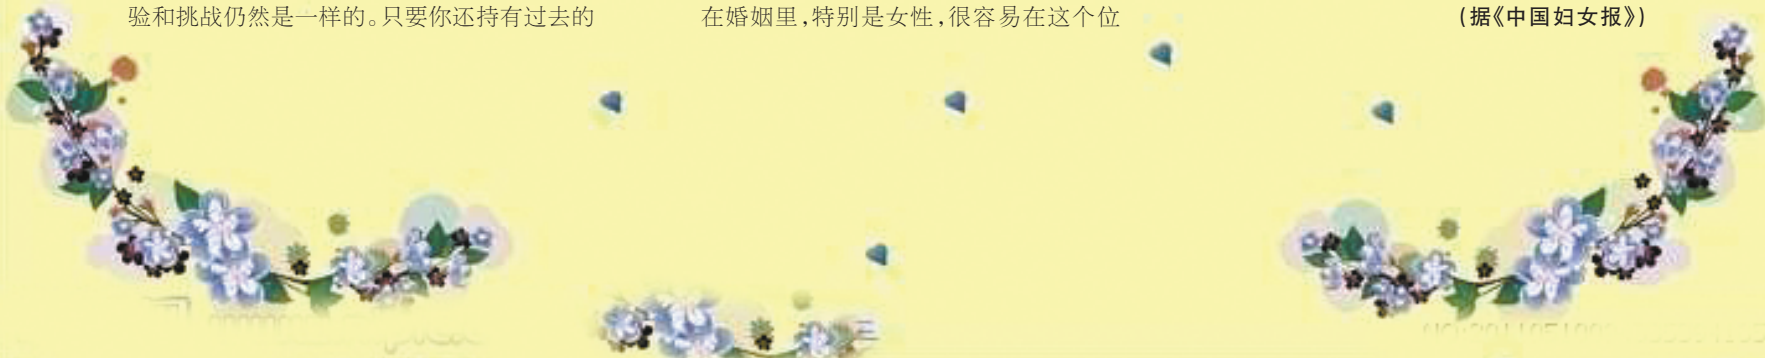 验和挑战仍然是一样的。只要你还持有过去的
在婚姻里,特别是女性,很容易在这个位
(据《中国妇女报》)